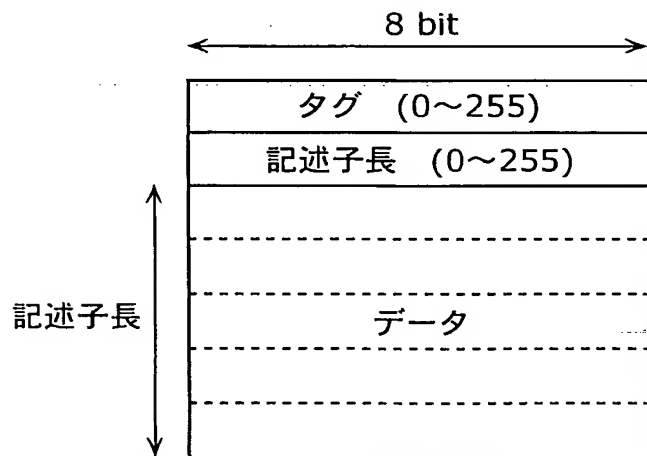 8 bit
タグ (0～255)
記述子長 (0～255)
記述子長
データ